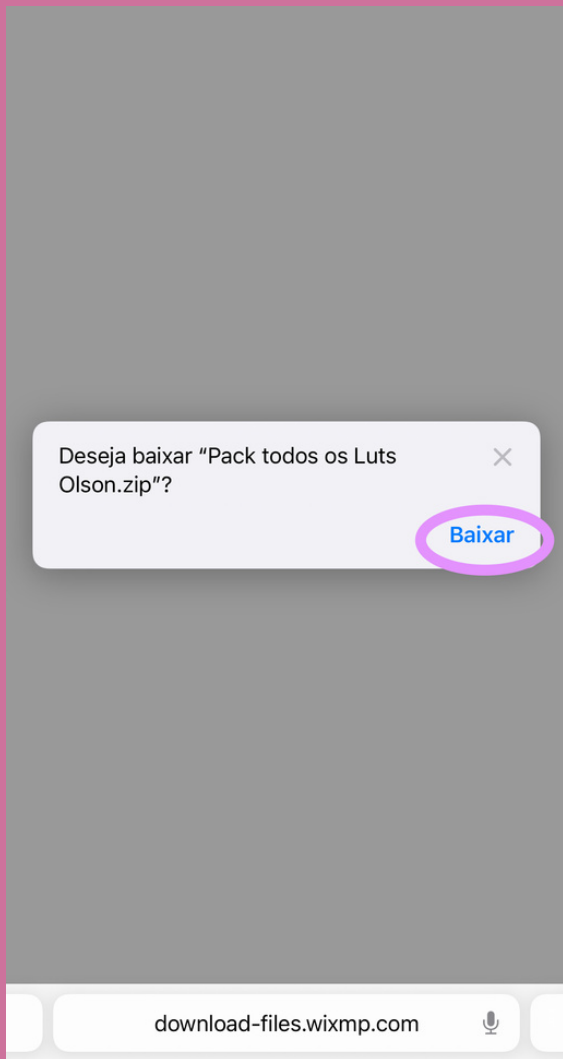 Deseja baixar “Pack todos os Luts
Olson.zip”?
Baixar
download-files.wixmp.com